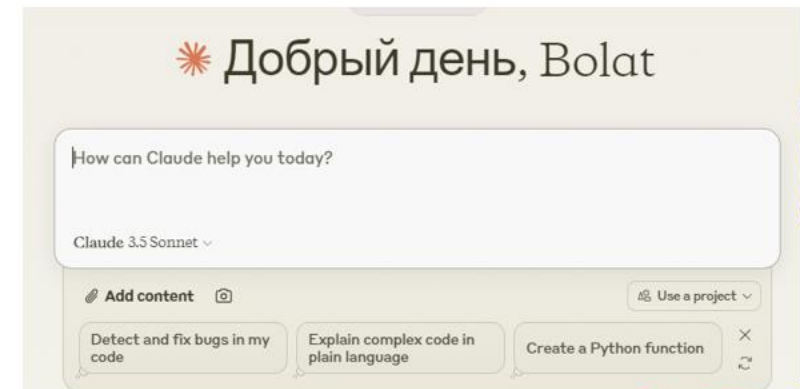 Добрый день, Bolat
How can Claude help you today?
Claude 3.5 Sonnet
Add content
Use a project
Detect and fix bugs in my
code
Explain complex code in
plain language
Create a Python function